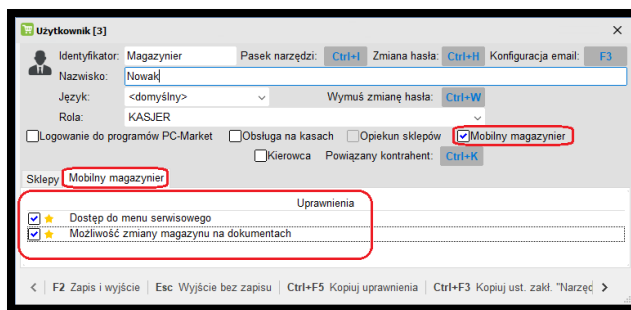 Użytkownik [3]
Identyfikator: Magazynier Pasek narzędzi: Ctrl+I Zmiana hasła: Ctrl+H Konfiguracja email: F3
Nazwisko: Nowak
Język: <domyślny> Wymuś zmianę hasła: Ctrl+W
Rola: KASJER
Logowanie do programów PC-Market Obsługa na kasach Opiekun sklepów Mobilny magazynier
Kierowca Powiązany kontrahent: Ctrl+K
Sklepy Mobilny magazynier
Uprawnienia
Dostęp do menu serwisowego
Możliwość zmiany magazynu na dokumentach
F2 Zapis i wyjście Esc Wyjście bez zapisu Ctrl+F5 Kopiuj uprawnienia Ctrl+F3 Kopiuj ust. zakł. "Narzęd